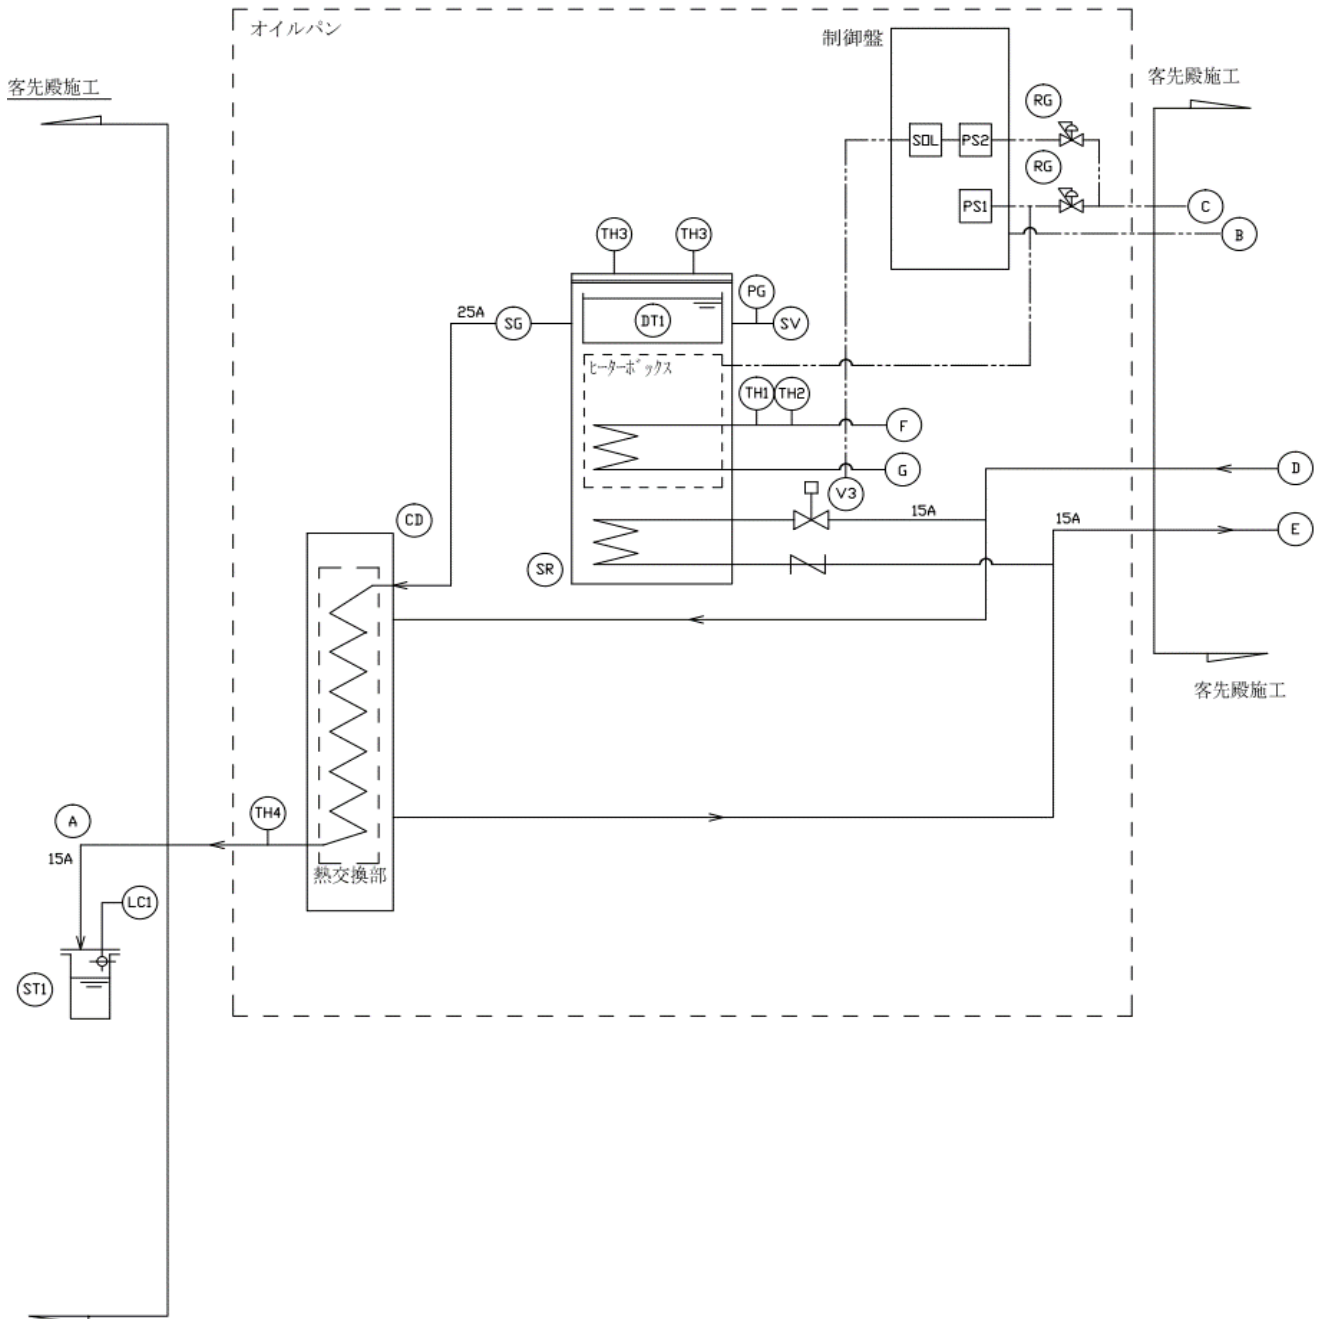 オイルパン
制御盤
客先殿施工
客先殿施工
RG
SOL
PS2
RG
PS1
C
B
TH3
TH3
PG
25A
SG
DT1
SV
ヒーターボックス
TH1
TH2
F
G
D
V3
15A
15A
CD
E
SR
客先殿施工
TH4
A
15A
熱交換部
LC1
ST1